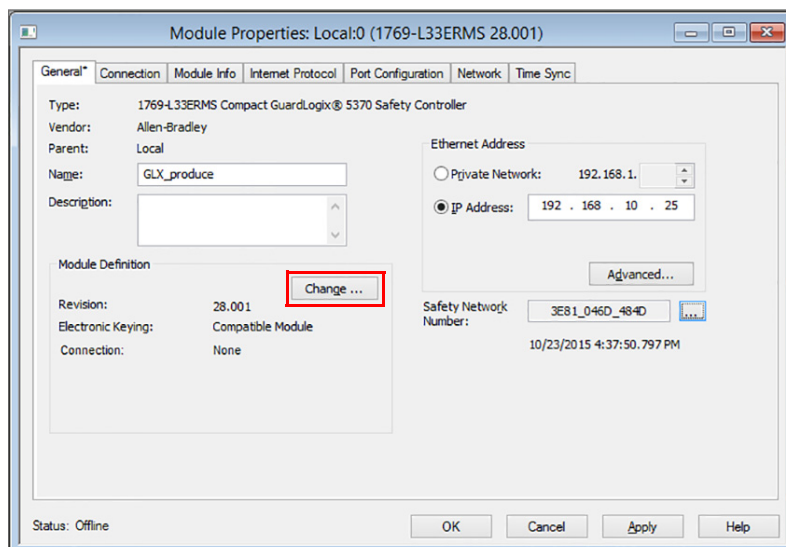 Module Properties: Local:0 (1769-L33ERMS 28.001)
General* Connection Module Info Internet Protocol Port Configuration Network Time Sync
Type: 1769-L33ERMS Compact GuardLogix® 5370 Safety Controller
Vendor: Allen-Bradley
Parent: Local
Name: GLX_produce
Description:
Ethernet Address
Private Network: 192.168.1.
IP Address: 192 . 168 . 10 . 25
Advanced...
Module Definition
Change ...
Revision: 28.001
Electronic Keying: Compatible Module
Connection: None
Safety Network Number: 3E81_046D_484D ...
10/23/2015 4:37:50.797 PM
Status: Offline
OK Cancel Apply Help